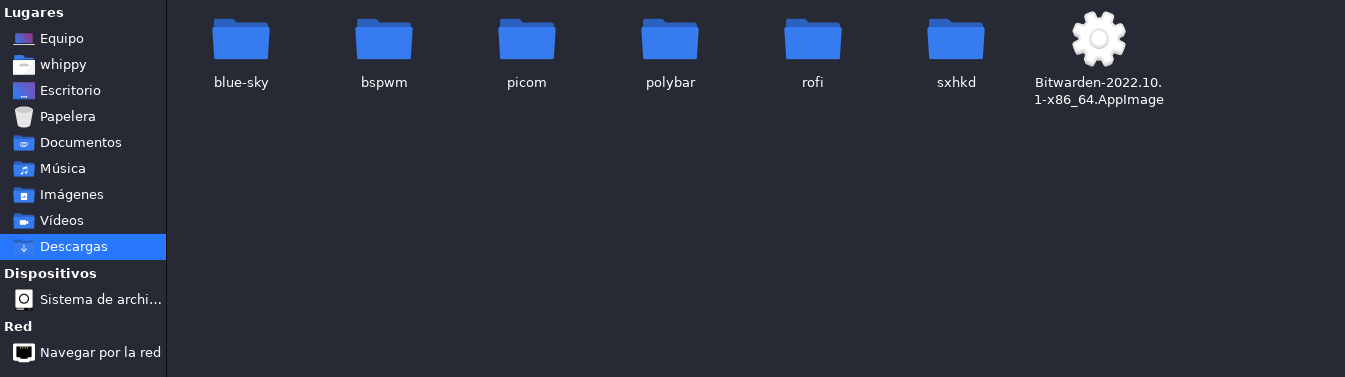 Lugares
Equipo
whippy
Escritorio
Papelera
Documentos
Música
Imágenes
Vídeos
Descargas
Dispositivos
Sistema de archi...
Red
Navegar por la red
blue-sky
bspwm
picom
polybar
rofi
sxhkd
Bitwarden-2022.10.
1-x86_64.AppImage